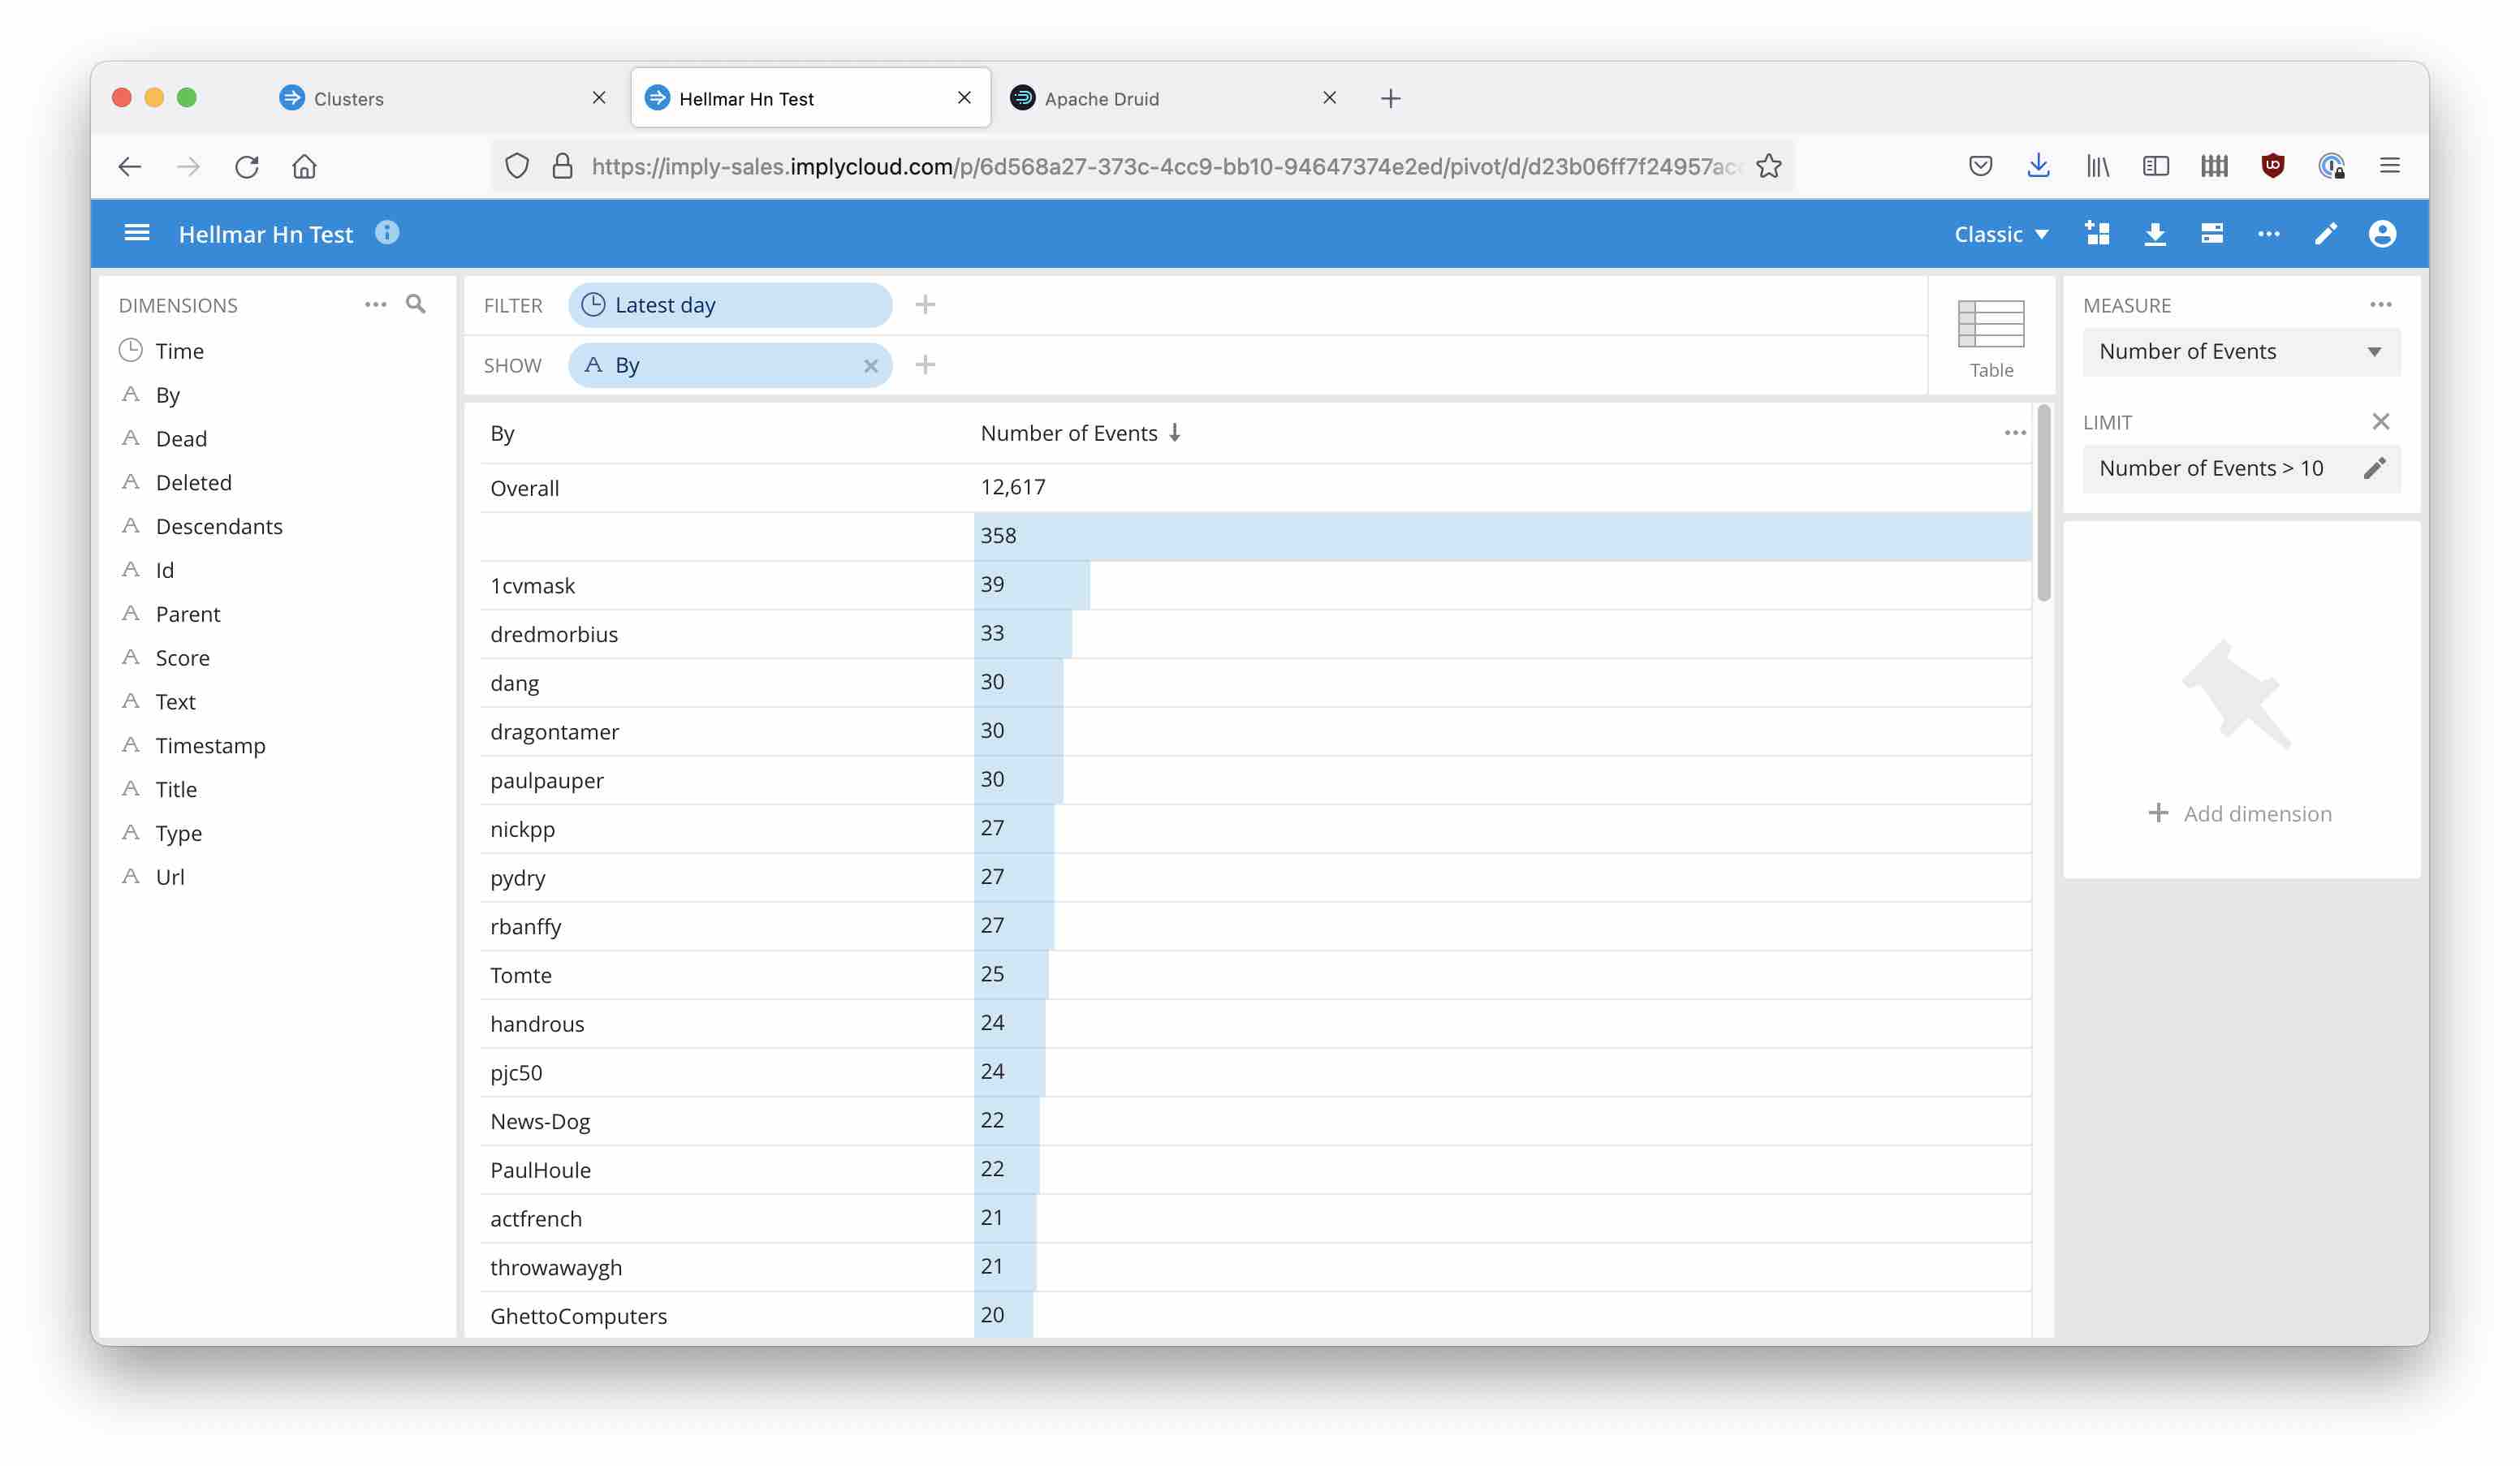 Clusters
Hellmar Hn Test
Apache Druid
https://imply-sales.implycloud.com/p/6d568a27-373c-4cc9-bb10-94647374e2ed/pivot/d/d23b06ff7f24957ac
Hellmar Hn Test
Classic
DIMENSIONS
Time
By
Dead
Deleted
Descendants
Id
Parent
Score
Text
Timestamp
Title
Type
Url
FILTER Latest day
SHOW A By
Table
By Number of Events
Overall 12,617
358
1cvmask 39
dredmorbius 33
dang 30
dragontamer 30
paulpauper 30
nickpp 27
pydry 27
rbanffy 27
Tomte 25
handrous 24
pjc50 24
News-Dog 22
PaulHoule 22
actfrench 21
throwawaygh 21
GhettoComputers 20
MEASURE
Number of Events
LIMIT
Number of Events > 10
Add dimension